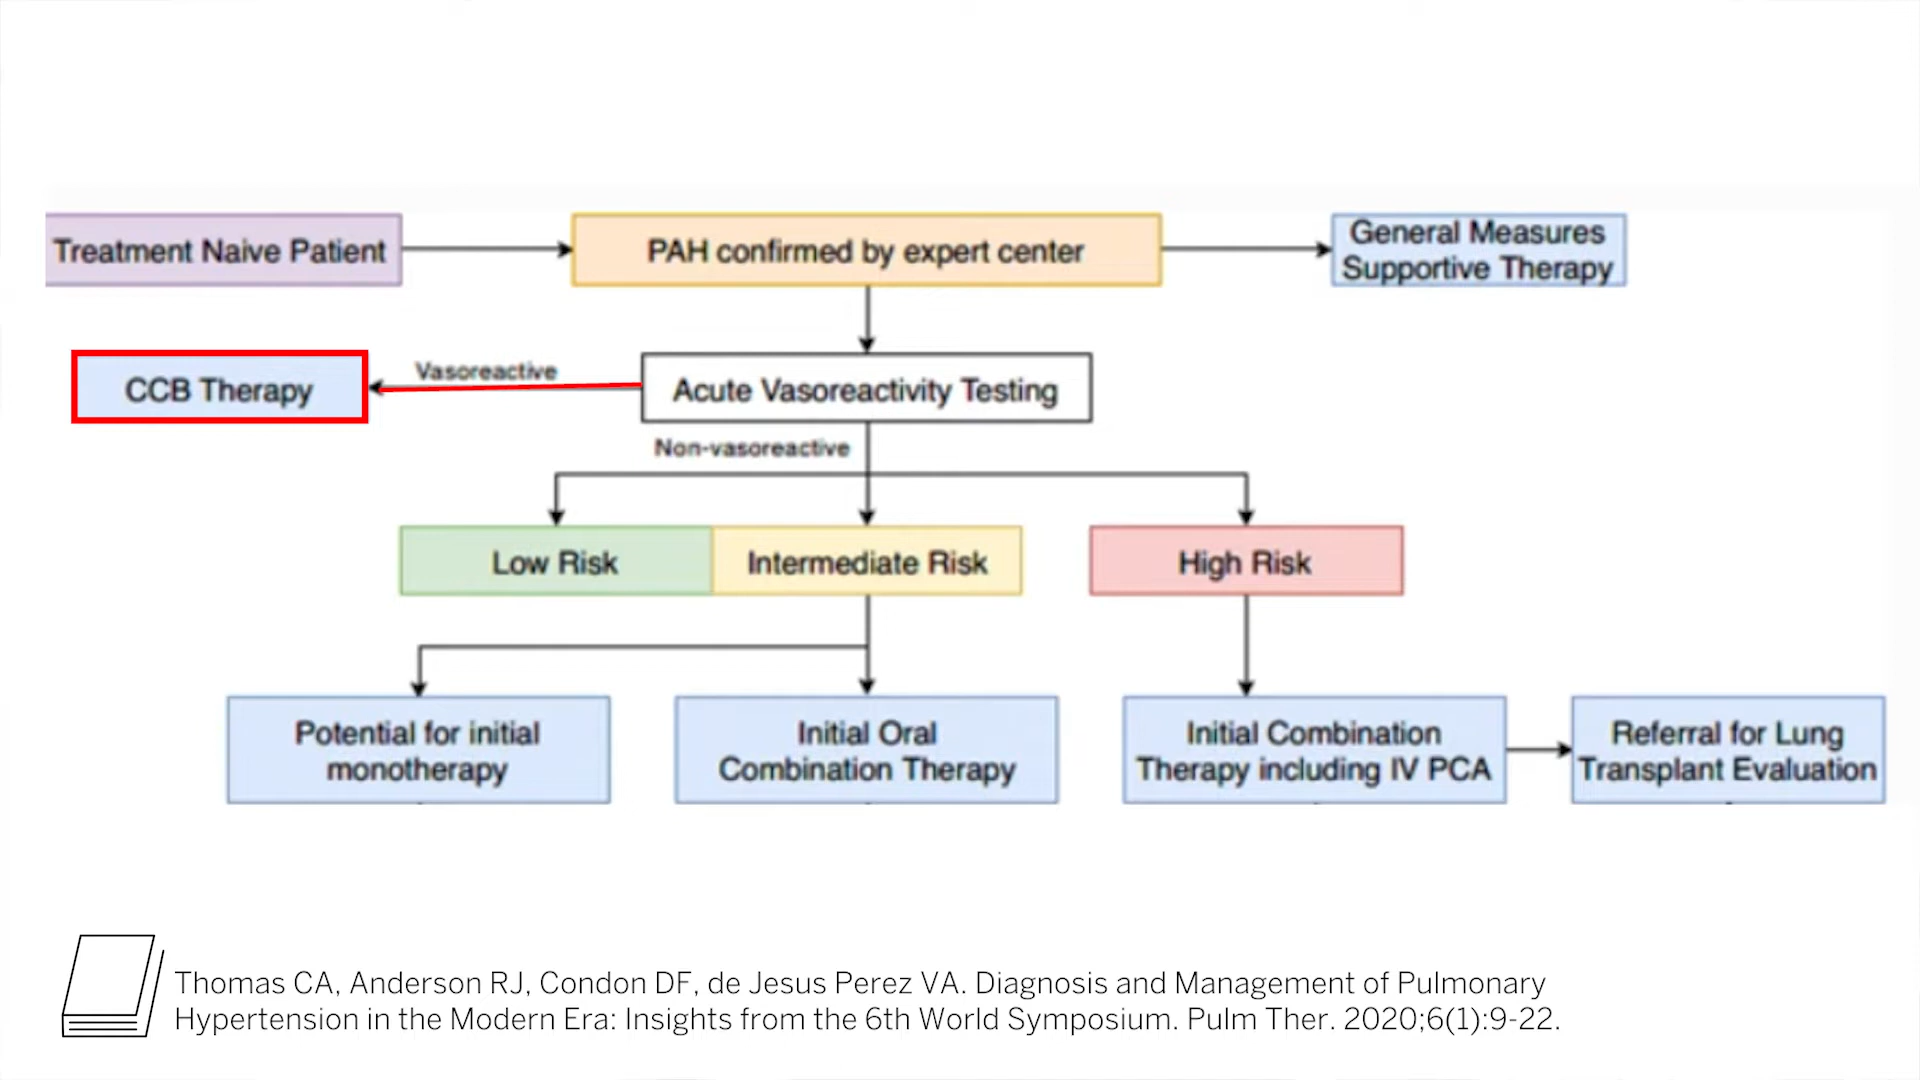 Treatment Naive Patient
PAH confirmed by expert center
General Measures
Supportive Therapy
CCB Therapy
Vasoreactive
Acute Vasoreactivity Testing
Non-vasoreactive
Low Risk
Intermediate Risk
High Risk
Potential for initial
monotherapy
Initial Oral
Combination Therapy
Initial Combination
Therapy including IV PCA
Referral for Lung
Transplant Evaluation
Thomas CA, Anderson RJ, Condon DF, de Jesus Perez VA. Diagnosis and Management of Pulmonary
Hypertension in the Modern Era: Insights from the 6th World Symposium. Pulm Ther. 2020;6(1):9-22.